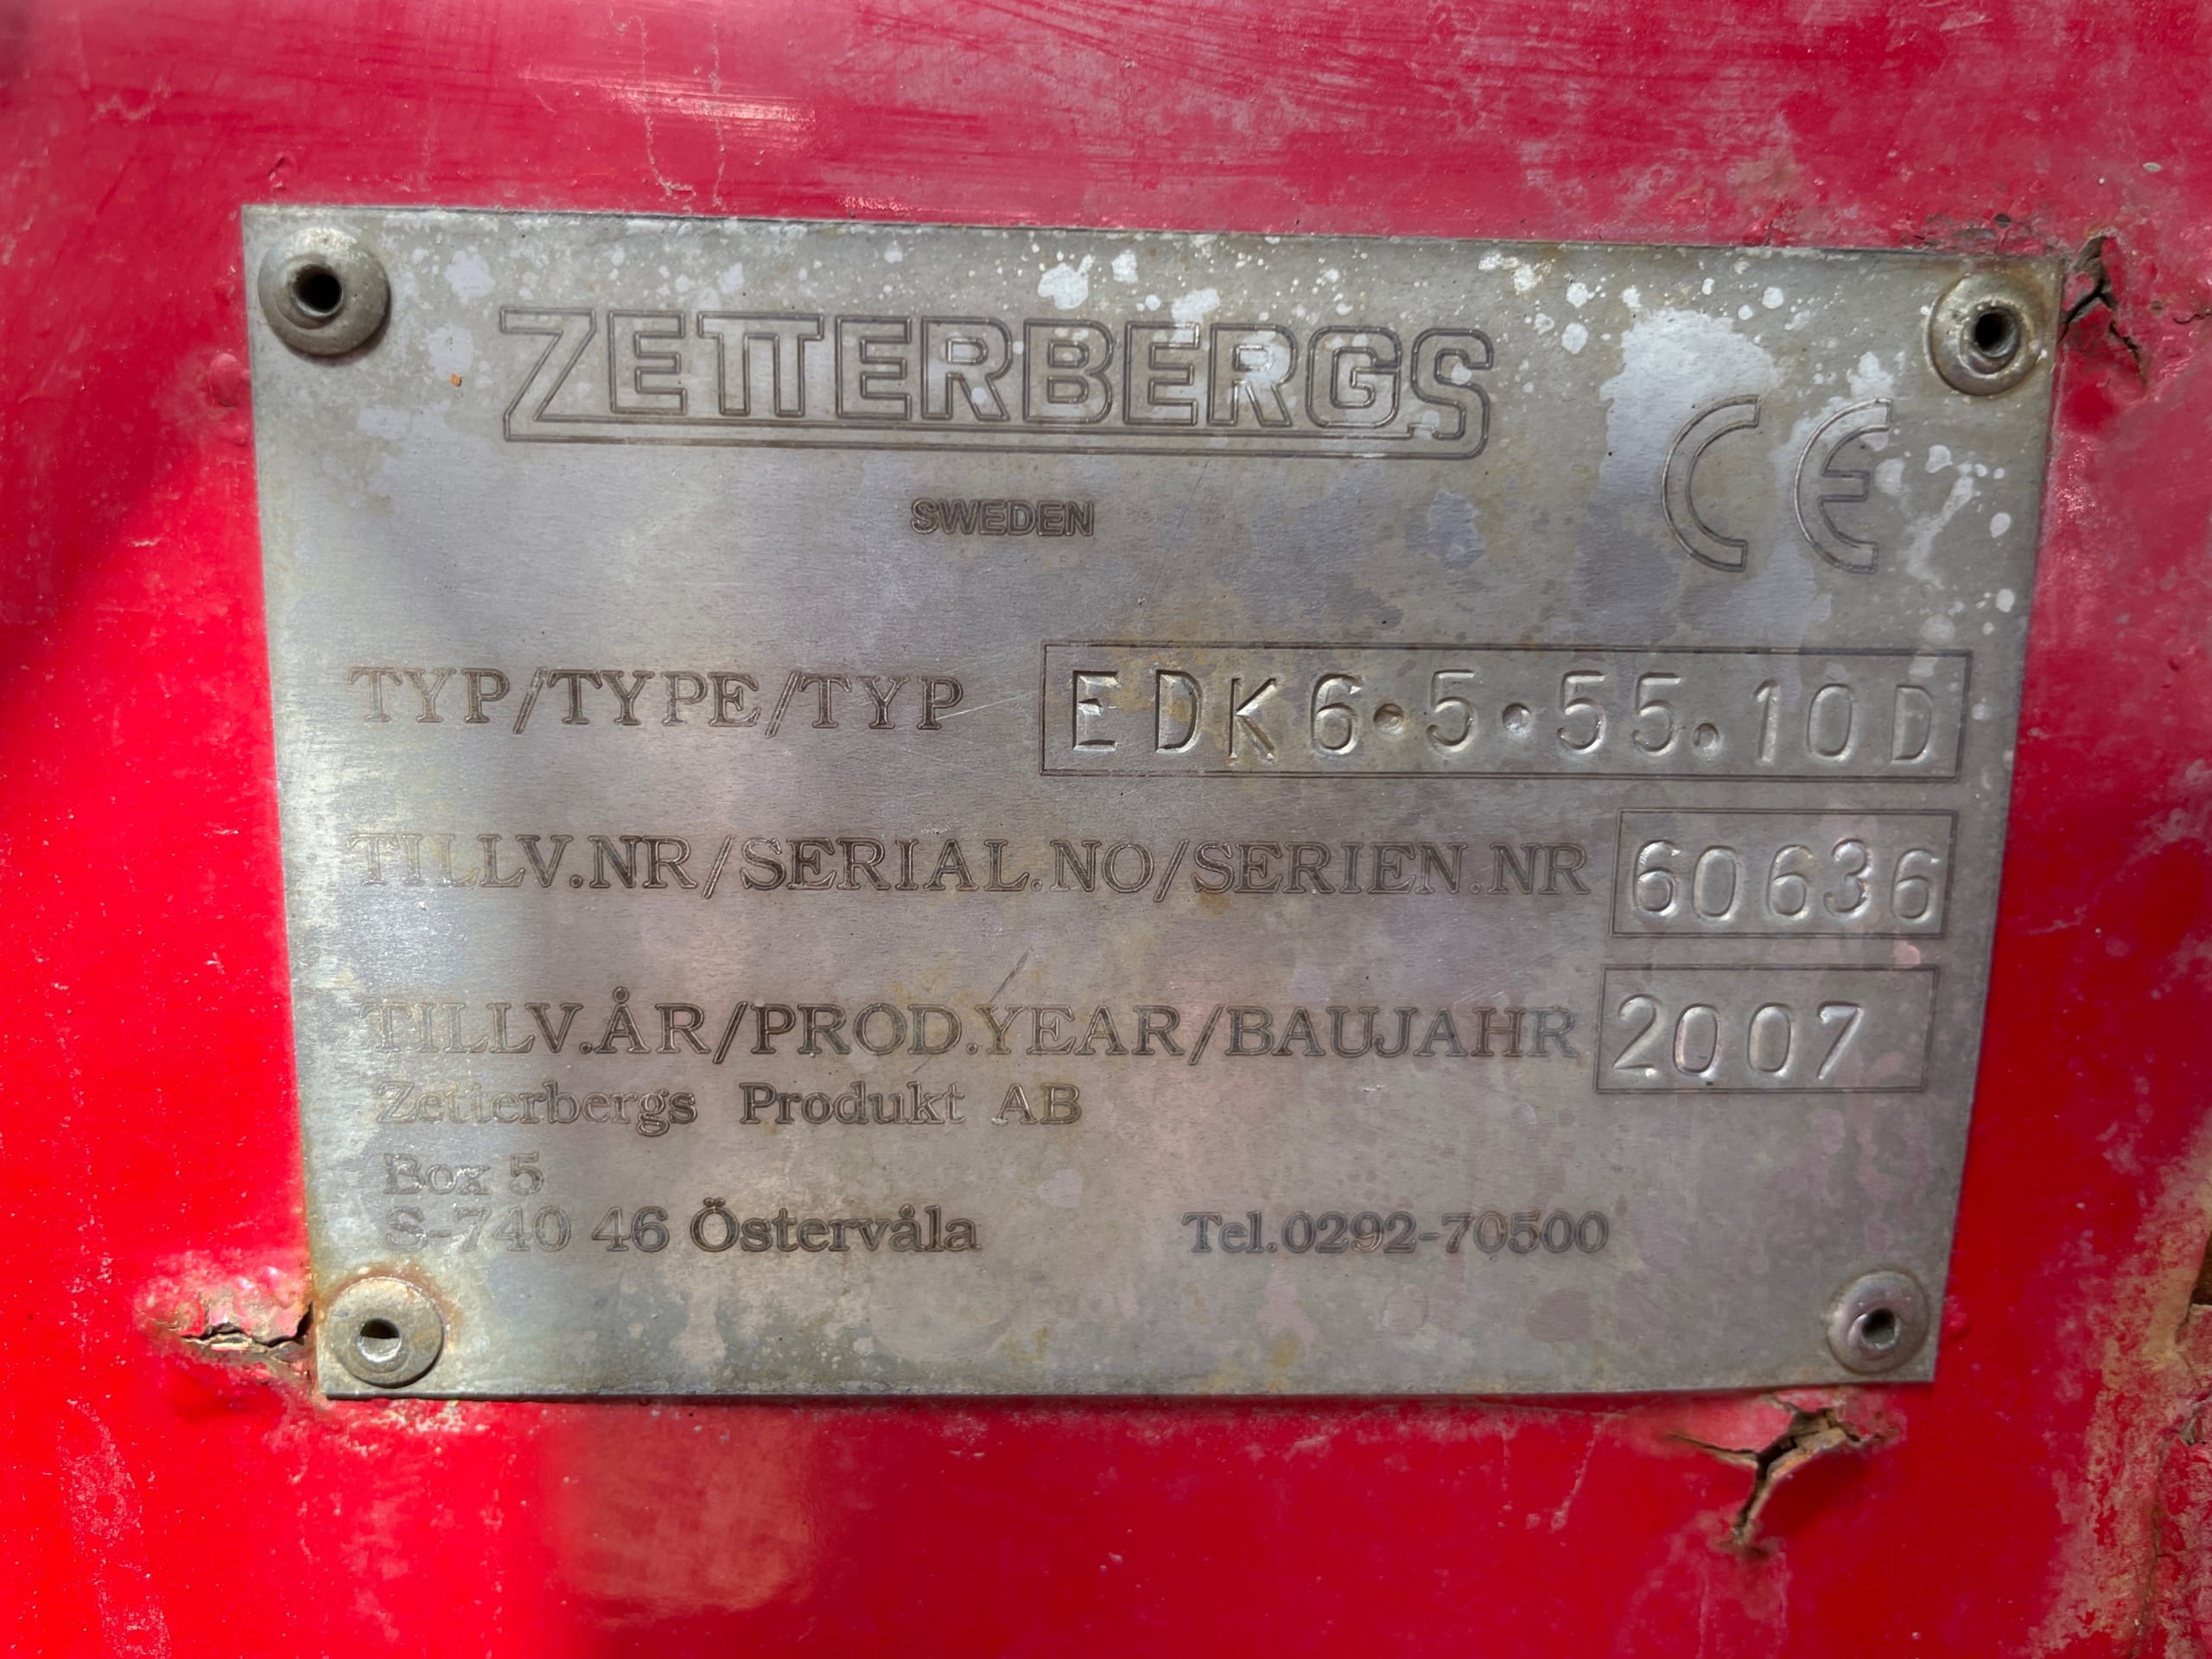 ZETTERBERGS
SWEDEN
CE
TYP/TYPE/TYP EDK6•5•55.10D
TILLV.NR/SERIAL.NO/SERIEN.NR 60636
TILLV.ÅR/PROD.YEAR/BAUJAHR 2007
Zetterbergs Produkt AB
Box 5
S-740 46 Östervåla Tel.0292-70500